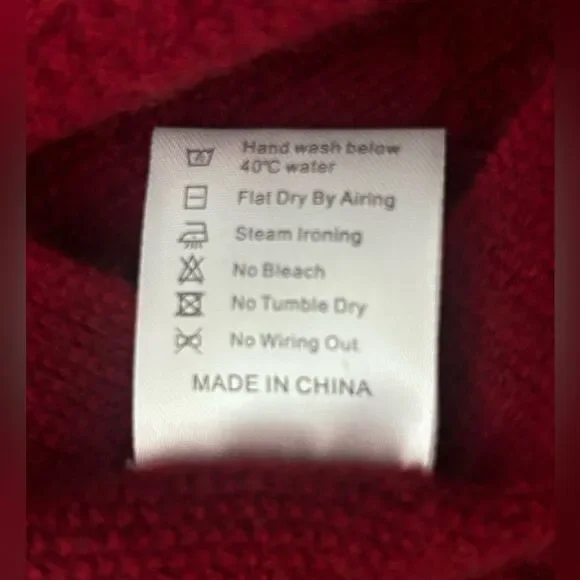 Hand wash below
40°C water
Flat Dry By Airing
Steam Ironing
No Bleach
No Tumble Dry
No Wiring Out
MADE IN CHINA